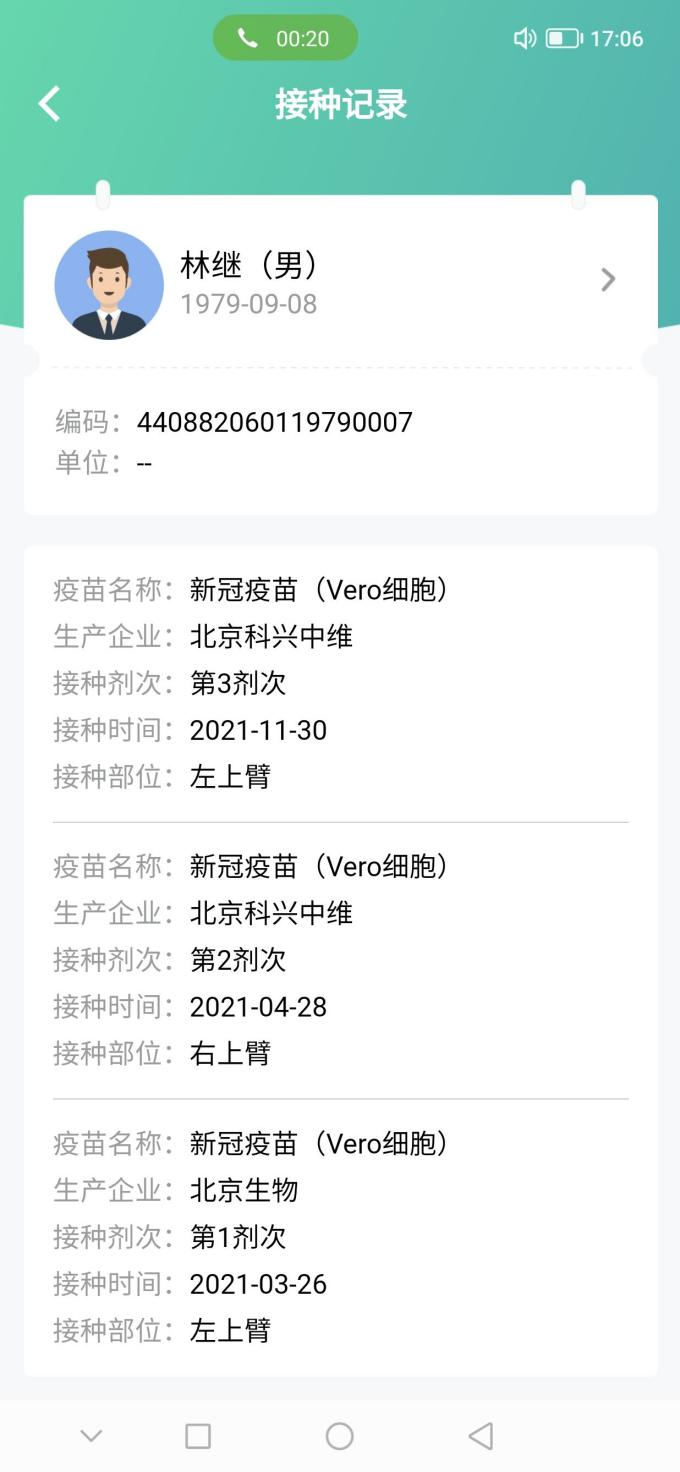 00:20
17:06
接种记录
林继（男）
1979-09-08
编码：440882060119790007
单位：--
疫苗名称：新冠疫苗（Vero细胞）
生产企业：北京科兴中维
接种剂次：第3剂次
接种时间：2021-11-30
接种部位：左上臂
疫苗名称：新冠疫苗（Vero细胞）
生产企业：北京科兴中维
接种剂次：第2剂次
接种时间：2021-04-28
接种部位：右上臂
疫苗名称：新冠疫苗（Vero细胞）
生产企业：北京生物
接种剂次：第1剂次
接种时间：2021-03-26
接种部位：左上臂